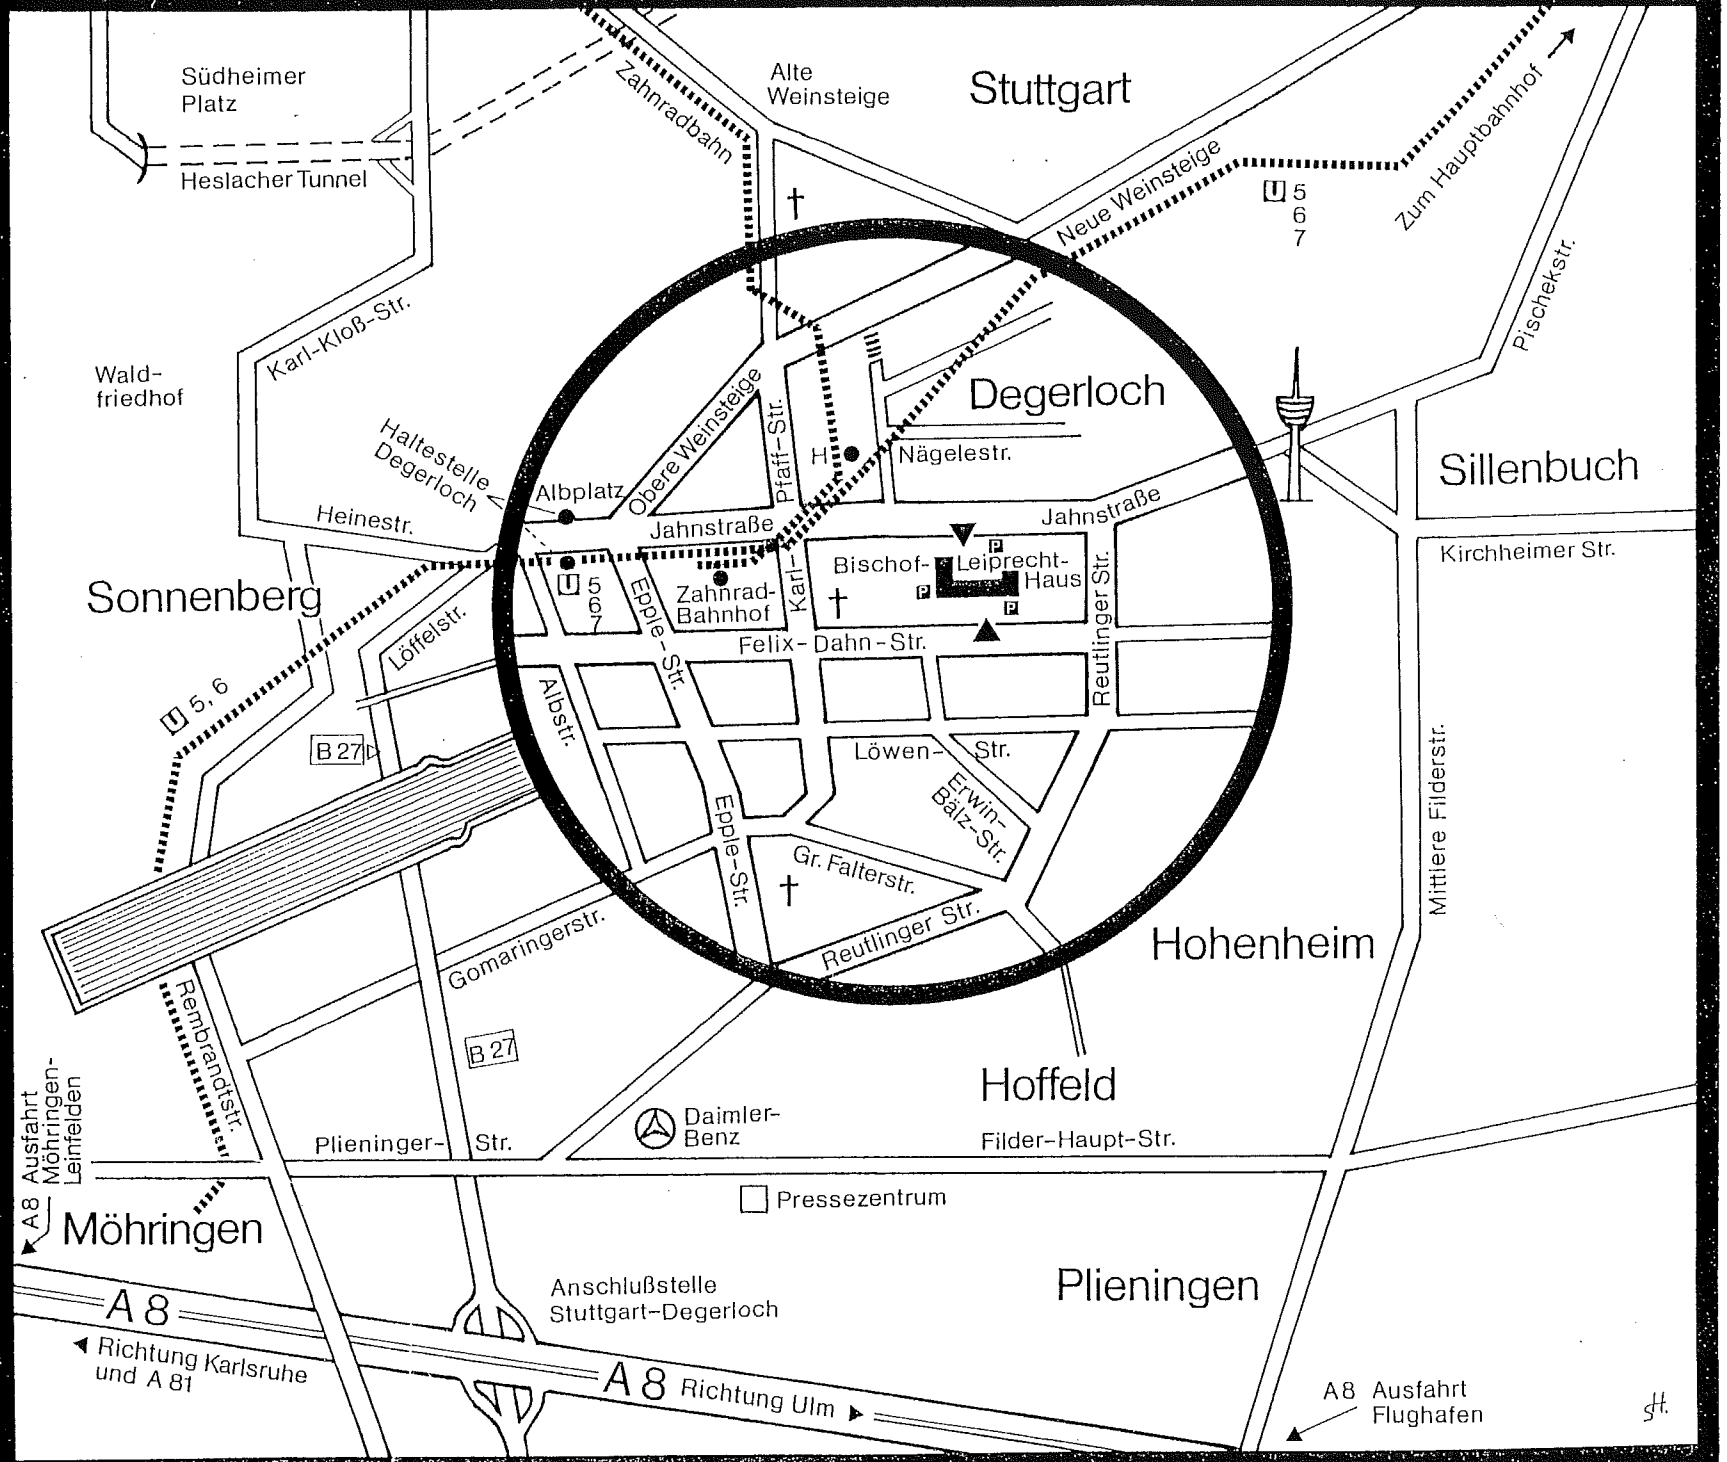 Südheimer
Platz
Heslacher Tunnel
Zahnradbahn
Alte
Weinsteige
Stuttgart
Neue Weinsteige
U 5
6
7
Zum Hauptbahnhof
Pischekstr.
Karl-Kloß-Str.
Wald-
friedhof
Haltestelle
Degerloch
Albplatz
Obere Weinsteige
Pfaff-Str.
H
Degerloch
Nägelestr.
Sillenbuch
Heinestr.
Jahnstraße
Jahnstraße
Kirchheimer Str.
Sonnenberg
U 5
6
7
Epple-Str.
Zahnrad-
Bahnhof
Karl-
Bischof-Leiprecht-
Haus
P
P
P
Reutlinger Str.
Löffelstr.
Felix-Dahn-Str.
U 5, 6
B 27
Albstr.
Löwen-Str.
Erwin-
Bälz-Str.
Epple-Str.
Gr. Falterstr.
Reutlinger Str.
Gomaringerstr.
Mittlere Filderstr.
Hohenheim
Rembrandtstr.
B 27
Hoffeld
A8 Ausfahrt
Möhringen-
Leinfelden
Plieninger-Str.
Daimler-
Benz
Filder-Haupt-Str.
Pressezentrum
Möhringen
Anschlußstelle
Stuttgart-Degerloch
Plieningen
A 8
Richtung Karlsruhe
und A 81
A 8 Richtung Ulm
A8 Ausfahrt
Flughafen
SH.